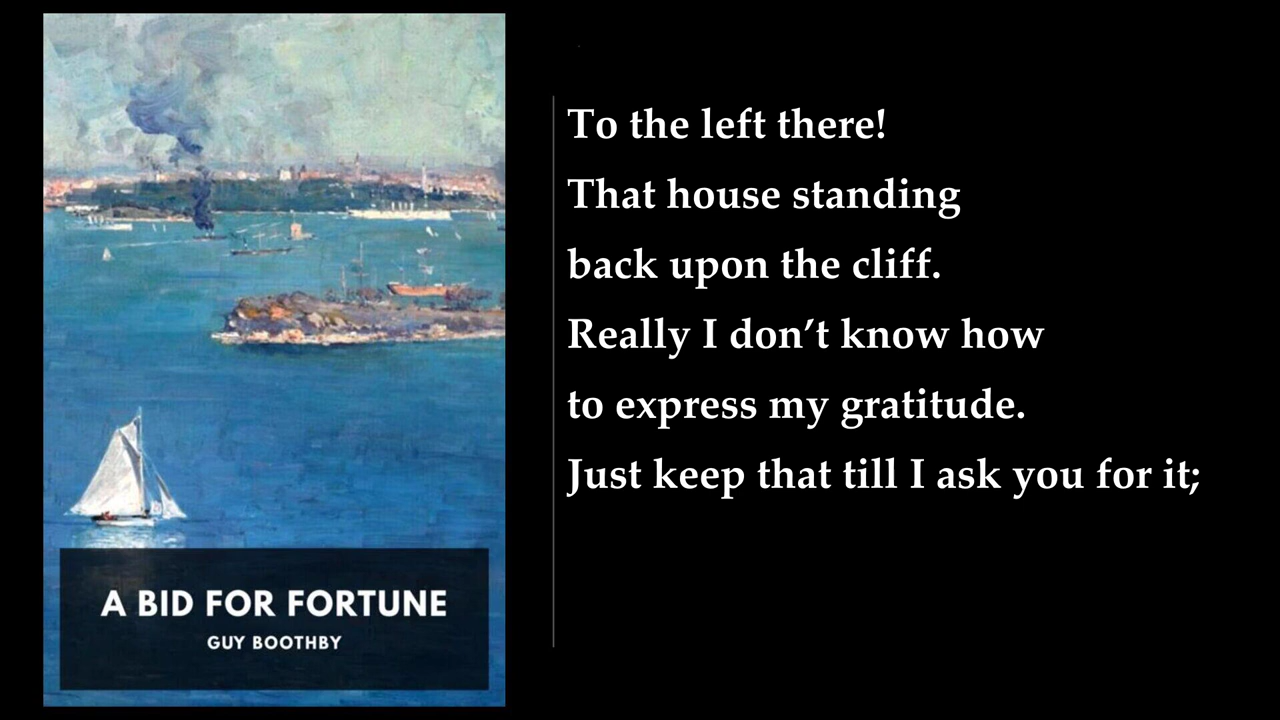 A BID FOR FORTUNE
GUY BOOTHBY
To the left there!
That house standing
back upon the cliff.
Really I don’t know how
to express my gratitude.
Just keep that till I ask you for it;